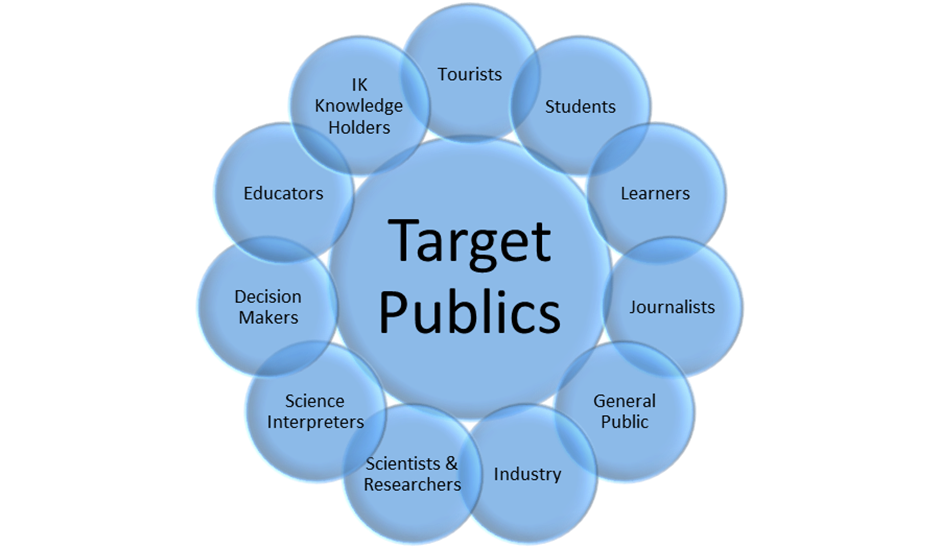 Target
Publics
Tourists
Students
Learners
Journalists
General
Public
Industry
Scientists &
Researchers
Science
Interpreters
Decision
Makers
Educators
IK
Knowledge
Holders